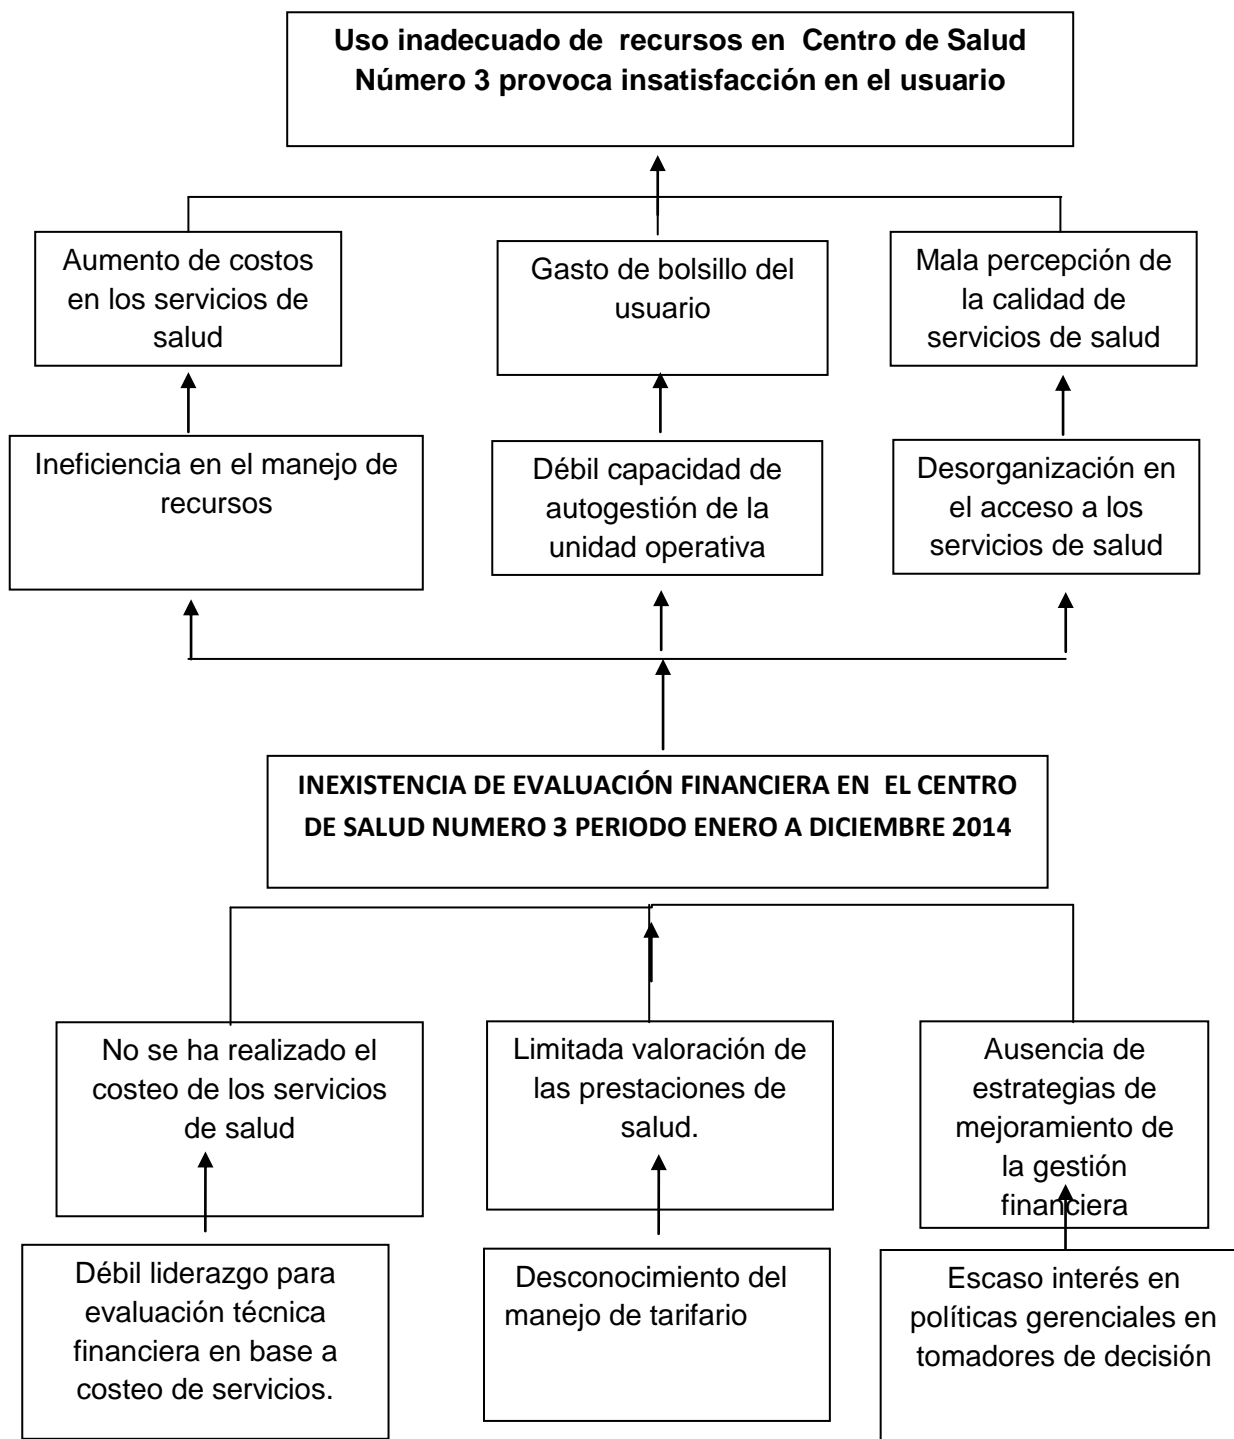 Uso inadecuado de recursos en Centro de Salud
Número 3 provoca insatisfacción en el usuario
Aumento de costos
en los servicios de
salud
Gasto de bolsillo del
usuario
Mala percepción de
la calidad de
servicios de salud
Ineficiencia en el manejo de
recursos
Débil capacidad de
autogestión de la
unidad operativa
Desorganización en
el acceso a los
servicios de salud
INEXISTENCIA DE EVALUACIÓN FINANCIERA EN EL CENTRO
DE SALUD NUMERO 3 PERIODO ENERO A DICIEMBRE 2014
No se ha realizado el
costeo de los servicios
de salud
Limitada valoración de
las prestaciones de
salud.
Ausencia de
estrategias de
mejoramiento de
la gestión
financiera
Débil liderazgo para
evaluación técnica
financiera en base a
costeo de servicios.
Desconocimiento del
manejo de tarifario
Escaso interés en
políticas gerenciales en
tomadores de decisión